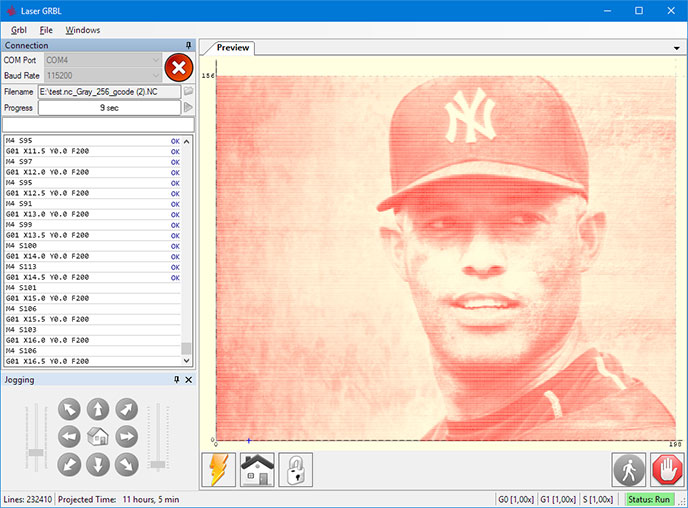 Laser GRBL
Grbl File Windows
Connection
COM Port COM4
Baud Rate 115200
Filename E:\test.nc_Gray_256_gcode (2).NC
Progress 9 sec
M4 S95 OK
G01 X11.5 Y0.0 F200 OK
M4 S97 OK
G01 X12.0 Y0.0 F200 OK
M4 S95 OK
G01 X12.5 Y0.0 F200 OK
M4 S91 OK
G01 X13.0 Y0.0 F200 OK
M4 S99 OK
G01 X13.5 Y0.0 F200 OK
M4 S100 OK
G01 X14.0 Y0.0 F200 OK
M4 S113 OK
G01 X14.5 Y0.0 F200 OK
M4 S101
G01 X15.0 Y0.0 F200
M4 S106
G01 X15.5 Y0.0 F200
M4 S103
G01 X16.0 Y0.0 F200
M4 S106
G01 X16.5 Y0.0 F200
Jogging
Preview
156
NY
0 198
Lines: 232410 Projected Time: 11 hours, 5 min
G0 [1,00x] G1 [1,00x] S [1,00x] Status: Run